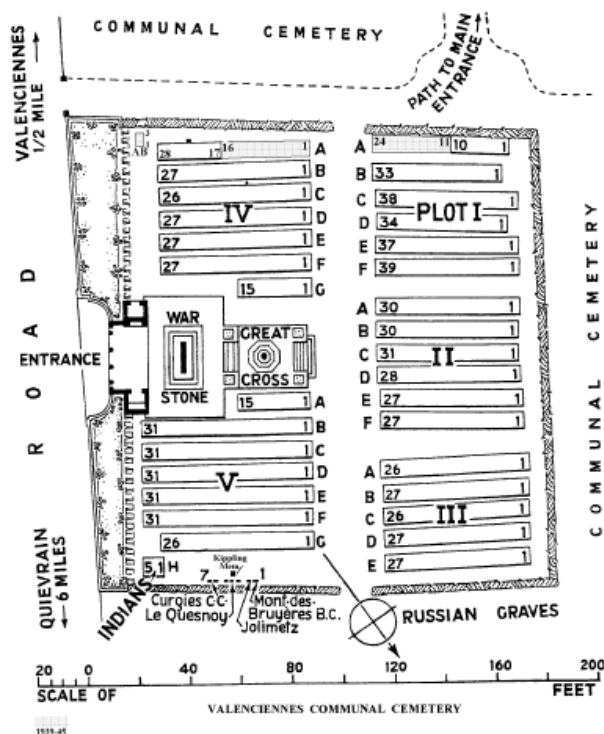 COMMUNAL CEMETERY
VALENCIENNES
1/2 MILE
PATH TO MAIN
ENTRANCE
AB
28 17 16 1 A
27 1 B
26 1 C
27 1 D
27 1 E
27 1 F
15 1 G
IV
A 24 11 10 1
B 33 1
C 38 1
D 34 1
E 37 1
F 39 1
PLOT I
ROAD
ENTRANCE
WAR
STONE
GREAT
CROSS
A 30 1
B 30 1
C 31 1
D 28 1
E 27 1
F 27 1
II
COMMUNAL CEMETERY
15 1 A
31 1 B
31 1 C
31 1 D
31 1 E
31 1 F
26 1 G
V
5 1 H
A 26 1
B 27 1
C 26 1
D 27 1
E 27 1
III
QUIEVRAIN
6 MILES
INDIANS
Kippling
Mem.
7 1
Curgies C.C.
Le Quesnoy
Mont-des-
Bruyères B.C.
Jolimetz
RUSSIAN GRAVES
20 0 40 80 120 160 200
SCALE OF FEET
VALENCIENNES COMMUNAL CEMETERY
1939-45